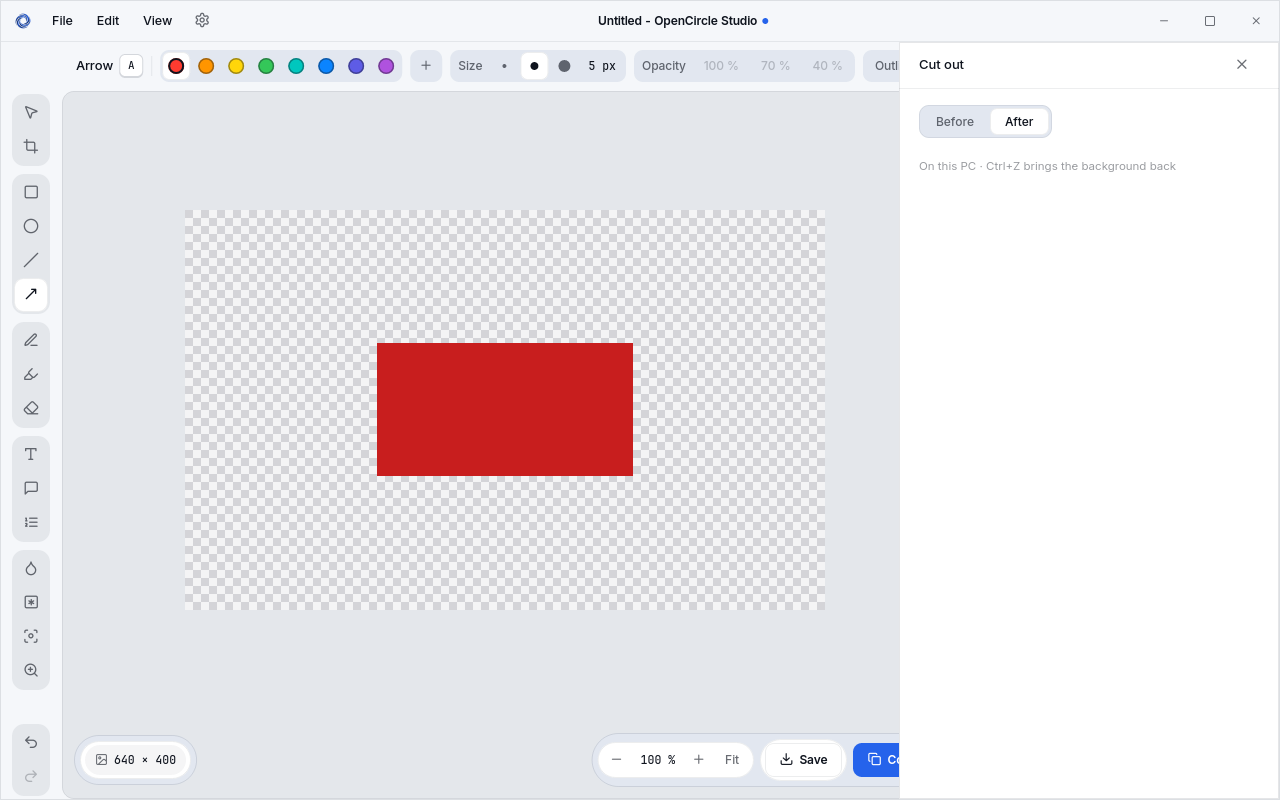 File Edit View
Untitled - OpenCircle Studio
Arrow A
Size 5 px
Opacity 100 % 70 % 40 %
Cut out
Before After
On this PC · Ctrl+Z brings the background back
640 × 400
100 % Fit
Save